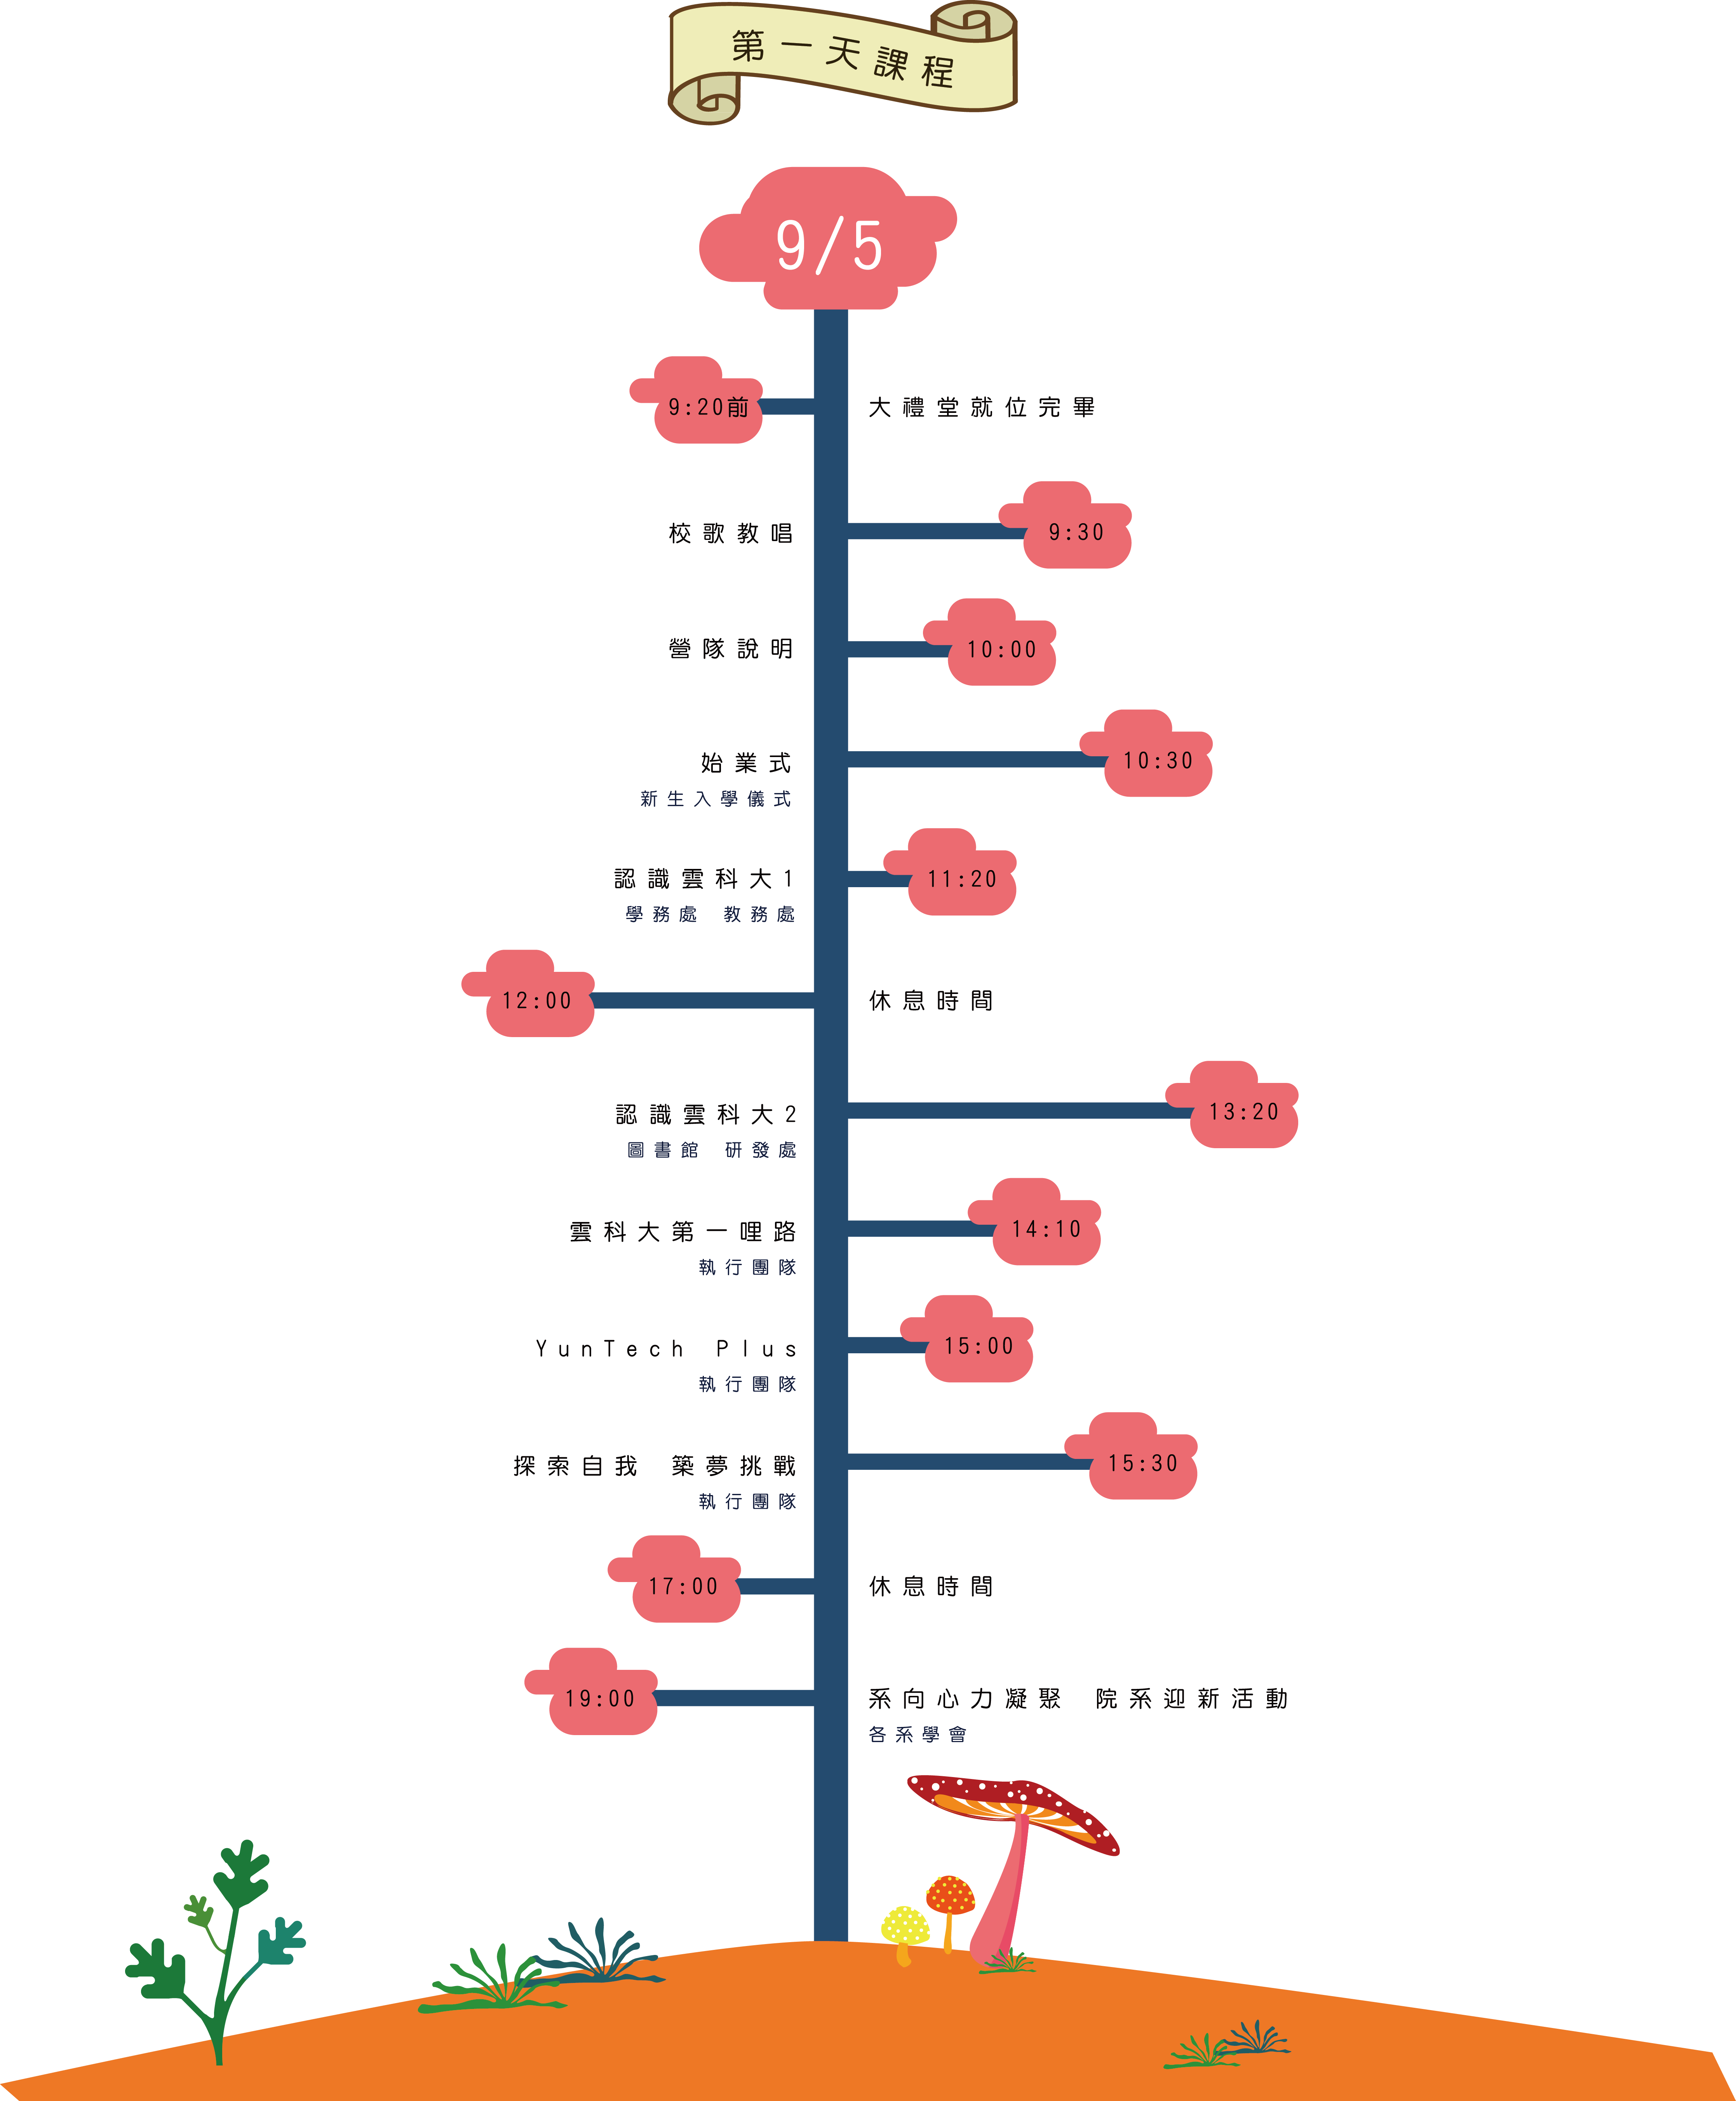 第一天課程
9/5
9:20前
大禮堂就位完畢
校歌教唱
9:30
營隊說明
10:00
始業式
新生入學儀式
10:30
認識雲科大1
學務處 教務處
11:20
12:00
休息時間
認識雲科大2
圖書館 研發處
13:20
雲科大第一哩路
執行團隊
14:10
YunTech Plus
執行團隊
15:00
探索自我 築夢挑戰
執行團隊
15:30
17:00
休息時間
19:00
系向心力凝聚 院系迎新活動
各系學會